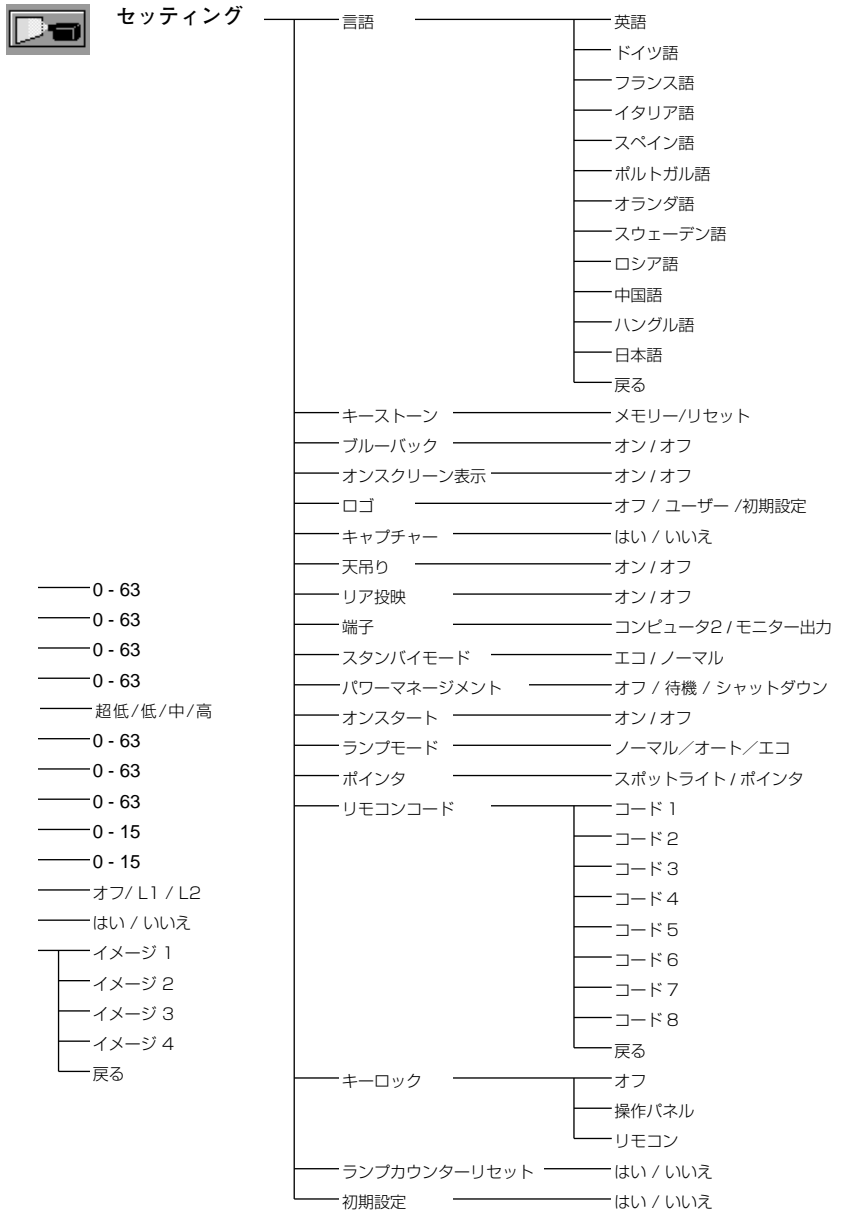 セッティング
言語
英語
ドイツ語
フランス語
イタリア語
スペイン語
ポルトガル語
オランダ語
スウェーデン語
ロシア語
中国語
ハングル語
日本語
戻る
キーストーン メモリー/リセット
ブルーバック オン / オフ
オンスクリーン表示 オン / オフ
ロゴ オフ / ユーザー /初期設定
キャプチャー はい / いいえ
天吊り オン / オフ
リア投映 オン / オフ
端子 コンピュータ2 / モニター出力
スタンバイモード エコ / ノーマル
パワーマネージメント オフ / 待機 / シャットダウン
オンスタート オン / オフ
ランプモード ノーマル／オート／エコ
ポインタ スポットライト / ポインタ
リモコンコード
コード 1
コード 2
コード 3
コード 4
コード 5
コード 6
コード 7
コード 8
戻る
キーロック
オフ
操作パネル
リモコン
ランプカウンターリセット はい / いいえ
初期設定 はい / いいえ
0 - 63
0 - 63
0 - 63
0 - 63
超低/低/中/高
0 - 63
0 - 63
0 - 63
0 - 15
0 - 15
オフ/ L1 / L2
はい / いいえ
イメージ 1
イメージ 2
イメージ 3
イメージ 4
戻る